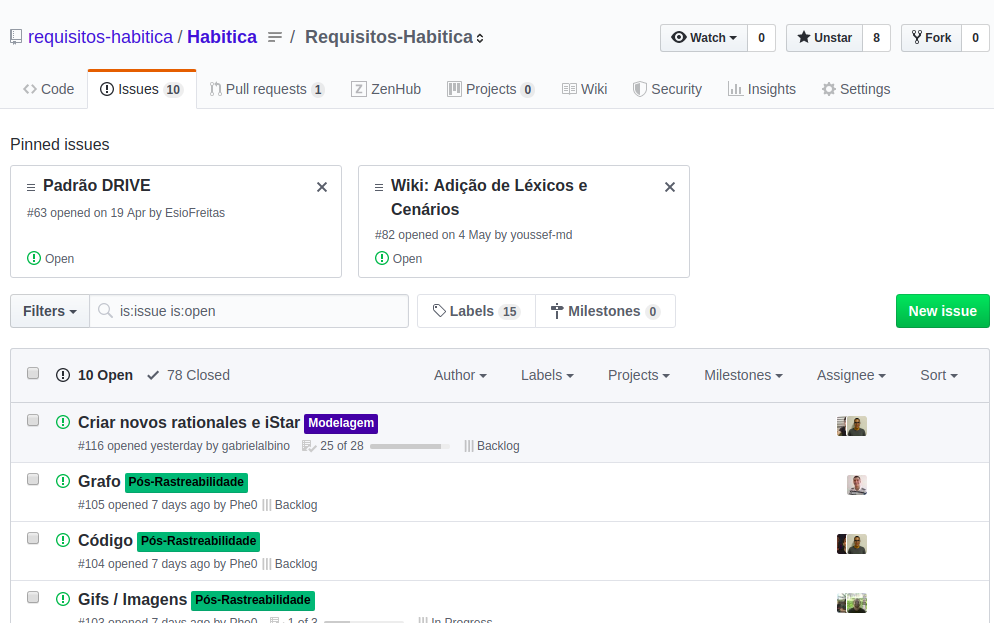 requisitos-habitica / Habitica / Requisitos-Habitica
Watch 0 Unstar 8 Fork 0
Code Issues 10 Pull requests 1 ZenHub Projects 0 Wiki Security Insights Settings
Pinned issues
Padrão DRIVE
#63 opened on 19 Apr by EsioFreitas
Open
Wiki: Adição de Léxicos e
Cenários
#82 opened on 4 May by youssef-md
Open
Filters is:issue is:open Labels 15 Milestones 0 New issue
10 Open 78 Closed Author Labels Projects Milestones Assignee Sort
Criar novos rationales e iStar Modelagem
#116 opened yesterday by gabrielalbino 25 of 28 Backlog
Grafo Pós-Rastreabilidade
#105 opened 7 days ago by Phe0 Backlog
Código Pós-Rastreabilidade
#104 opened 7 days ago by Phe0 Backlog
Gifs / Imagens Pós-Rastreabilidade
#103 opened 7 days ago by Phe0 1 of 3 In Progress